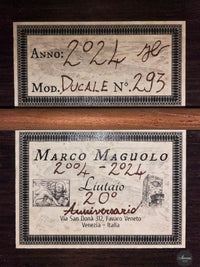 ANNO: 2024
MOD. DUCALE N°. 293
MARCO MAGUOLO
2004 - 2024
Liutaio
20°
Anniversario
Via San Donà 312, Favaro Veneto
Venezia - Italia